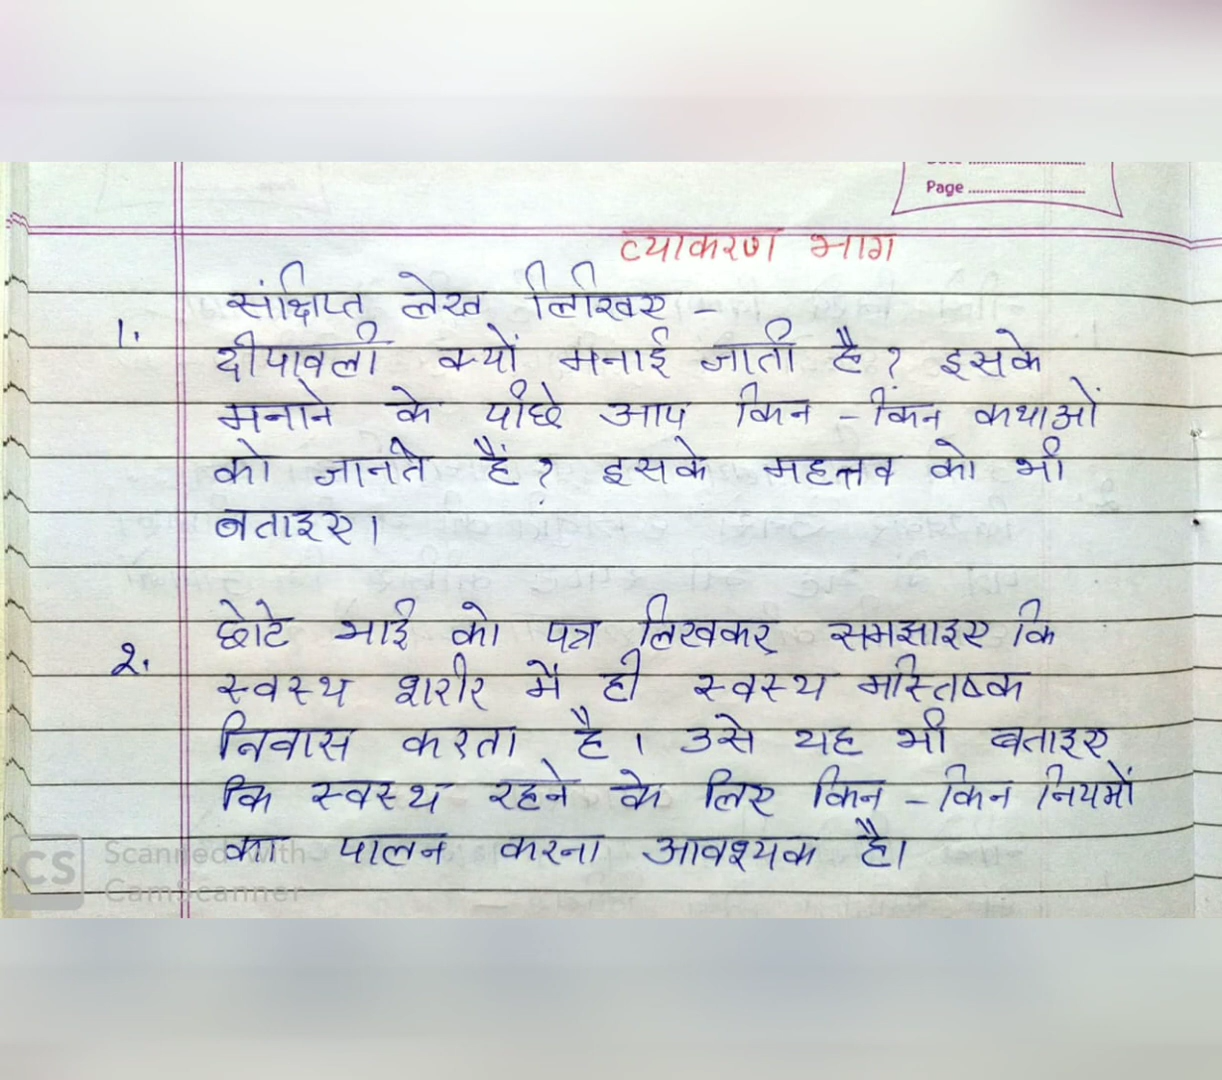 Page
व्याकरण भाग
संक्षिप्त लेख लिखिए -
1.
दीपावली क्यों मनाई जाती है? इसके
मनाने के पीछे आप किन - किंन कथाओं
को जानते हैं? इसके महत्तव को भी
बताइए।
छोटे भाई को पत्र लिखकर समझाइए कि
2.
स्वस्थ शरीर में ही स्वस्थ मस्तिष्क
निवास करता है। उसे यह भी बताइए
कि स्वस्थ रहने के लिए किन - किन नियमों
का पालन करना आवश्यक है।
CS Scanned with
CamScanner